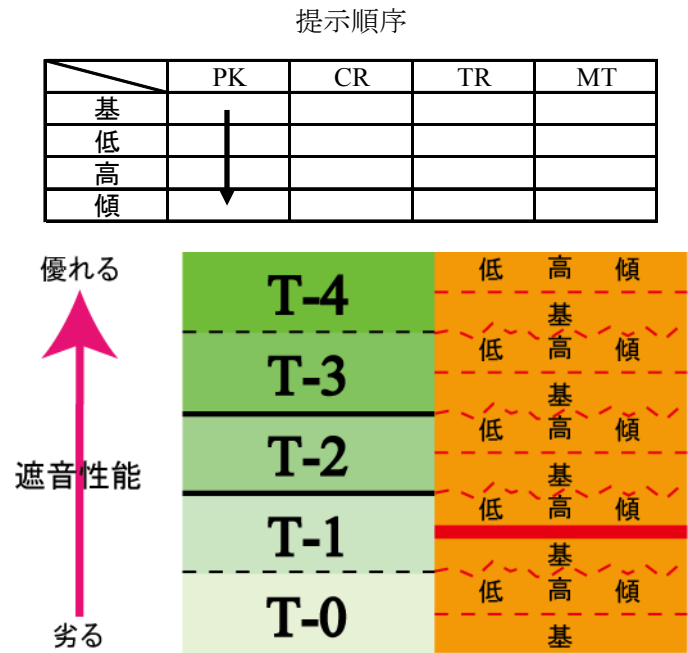 提示順序
PK CR TR MT
基
低
高
傾
優れる
遮音性能
劣る
T-4
T-3
T-2
T-1
T-0
低 高 傾
基
低 高 傾
基
低 高 傾
基
低 高 傾
基
低 高 傾
基